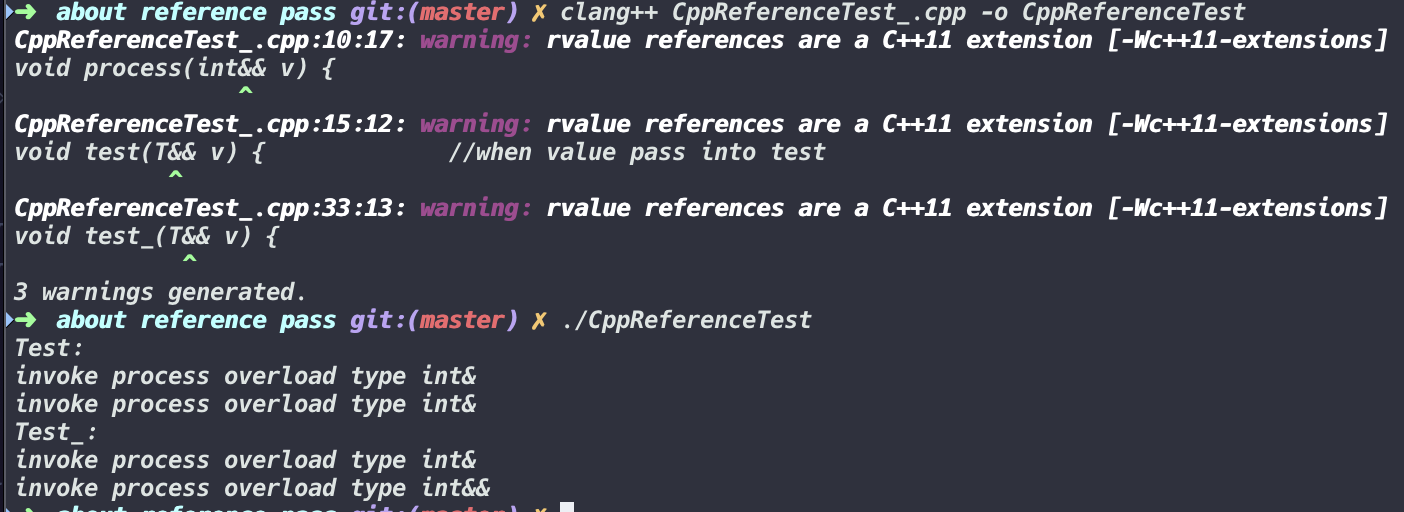 ➜ about reference pass git:(master) ✗ clang++ CppReferenceTest_.cpp -o CppReferenceTest
CppReferenceTest_.cpp:10:17: warning: rvalue references are a C++11 extension [-Wc++11-extensions]
void process(int&& v) {
^
CppReferenceTest_.cpp:15:12: warning: rvalue references are a C++11 extension [-Wc++11-extensions]
void test(T&& v) {             //when value pass into test
^
CppReferenceTest_.cpp:33:13: warning: rvalue references are a C++11 extension [-Wc++11-extensions]
void test_(T&& v) {
^
3 warnings generated.
➜ about reference pass git:(master) ✗ ./CppReferenceTest
Test:
invoke process overload type int&
invoke process overload type int&
Test_:
invoke process overload type int&
invoke process overload type int&&
➜ about reference pass git:(master) ✗